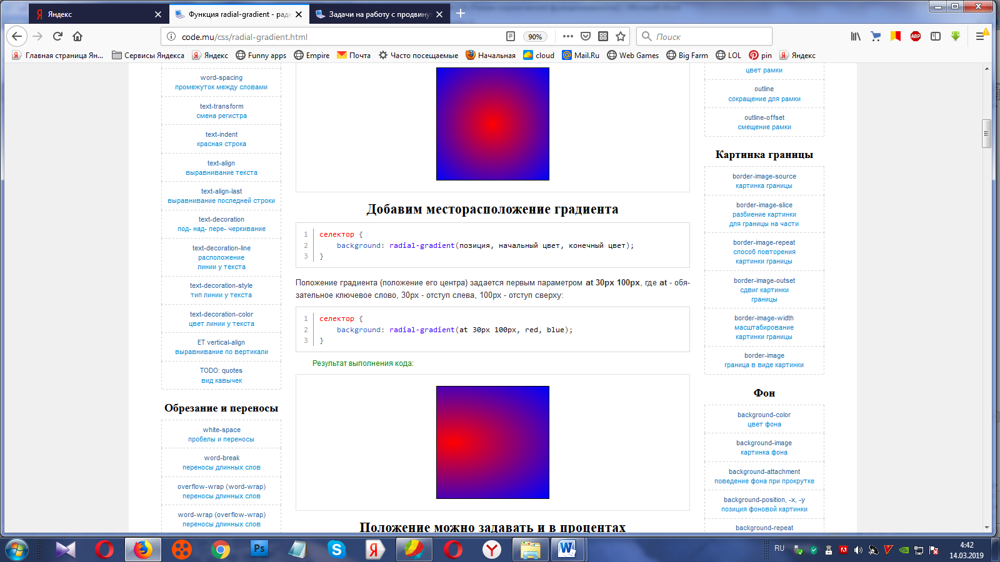 Яндекс
Функция radial-gradient - рад
Задачи на работу с продвину
code.mu/css/radial-gradient.html
90%
Поиск
Главная страница Ян...
Сервисы Яндекса
Яндекс
Funny apps
Empire
Почта
Часто посещаемые
Начальная
cloud
Mail.Ru
Web Games
Big Farm
LOL
pin
Яндекс
word-spacing
промежуток между словами
text-transform
смена регистра
text-indent
красная строка
text-align
выравнивание текста
text-align-last
выравнивание последней строки
text-decoration
под- над- пере- черкивание
text-decoration-line
расположение
линии у текста
text-decoration-style
тип линии у текста
text-decoration-color
цвет линии у текста
ET vertical-align
выравнивание по вертикали
TODO: quotes
вид кавычек
Обрезание и переносы
white-space
пробелы и переносы
word-break
переносы длинных слов
overflow-wrap (word-wrap)
переносы длинных слов
word-wrap (overflow-wrap)
переносы длинных слов
Добавим месторасположение градиента
1 селектор {
2 background: radial-gradient(позиция, начальный цвет, конечный цвет);
3 }
Положение градиента (положение его центра) задается первым параметром at 30px 100px, где at - обя-
зательное ключевое слово, 30px - отступ слева, 100px - отступ сверху:
1 селектор {
2 background: radial-gradient(at 30px 100px, red, blue);
3 }
Результат выполнения кода:
Положение можно задавать и в процентах
цвет рамки
outline
сокращение для рамки
outline-offset
смещение рамки
Картинка границы
border-image-source
картинка границы
border-image-slice
разбиение картинки
для границы на части
border-image-repeat
способ повторения
картинки границы
border-image-outset
сдвиг картинки
границы
border-image-width
масштабирование
картинки границы
border-image
граница в виде картинки
Фон
background-color
цвет фона
background-image
картинка фона
background-attachment
поведение фона при прокрутке
background-position, -x, -y
позиция фоновой картинки
background-repeat
RU
4:42
14.03.2019